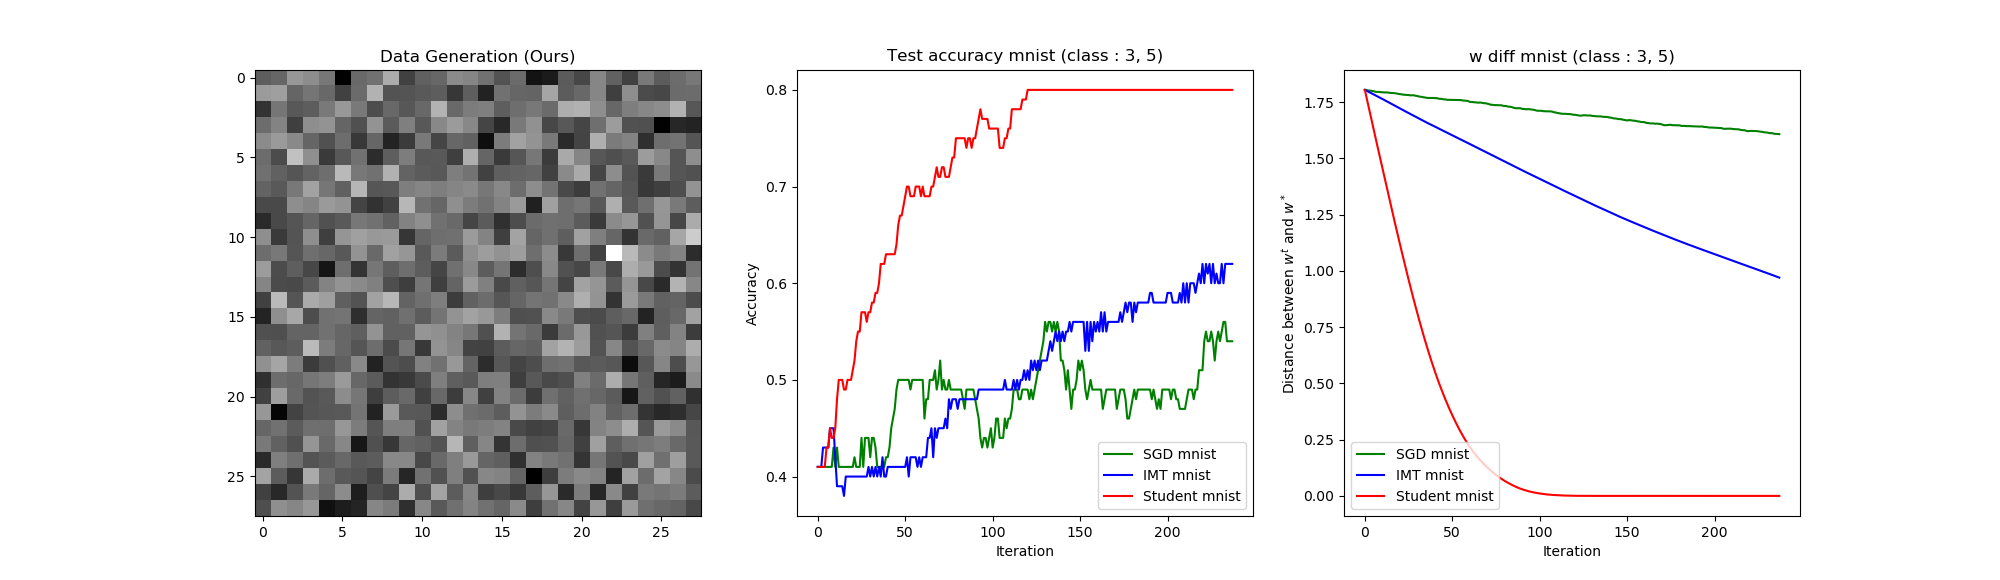 Data Generation (Ours)
0
5
10
15
20
25
0 5 10 15 20 25
Test accuracy mnist (class : 3, 5)
Accuracy
0.8
0.7
0.6
0.5
0.4
0 50 100 150 200
Iteration
SGD mnist
IMT mnist
Student mnist
w diff mnist (class : 3, 5)
Distance between w^t and w^*
1.75
1.50
1.25
1.00
0.75
0.50
0.25
0.00
0 50 100 150 200
Iteration
SGD mnist
IMT mnist
Student mnist